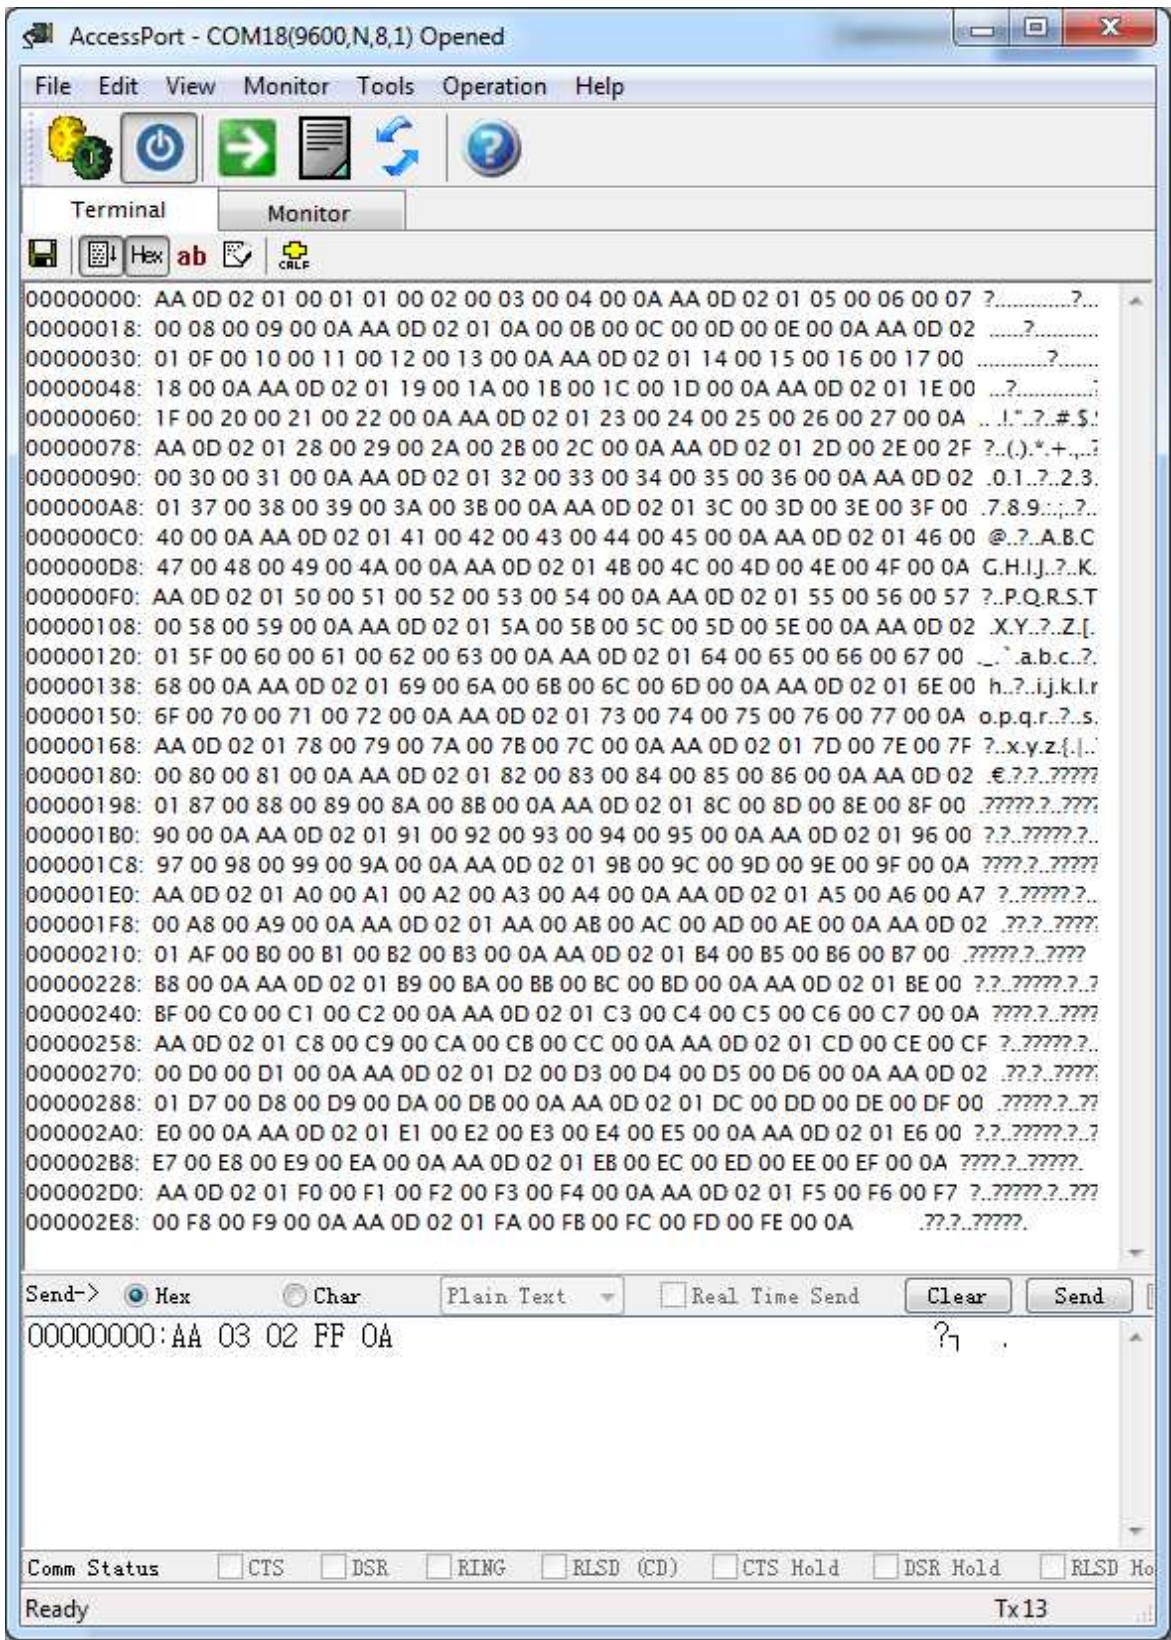 AccessPort - COM18(9600,N,8,1) Opened
File Edit View Monitor Tools Operation Help
Terminal Monitor
Hex ab CRLF
00000000: AA 0D 02 01 00 01 01 00 02 00 03 00 04 00 0A AA 0D 02 01 05 00 06 00 07 ?.............?...
00000018: 00 08 00 09 00 0A AA 0D 02 01 0A 00 0B 00 0C 00 0D 00 0E 00 0A AA 0D 02 ......?...........
00000030: 01 0F 00 10 00 11 00 12 00 13 00 0A AA 0D 02 01 14 00 15 00 16 00 17 00 ............?.......
00000048: 18 00 0A AA 0D 02 01 19 00 1A 00 1B 00 1C 00 1D 00 0A AA 0D 02 01 1E 00 ...?.............:
00000060: 1F 00 20 00 21 00 22 00 0A AA 0D 02 01 23 00 24 00 25 00 26 00 27 00 0A .. .!."..?..#.$.
00000078: AA 0D 02 01 28 00 29 00 2A 00 2B 00 2C 00 0A AA 0D 02 01 2D 00 2E 00 2F ?..(.).*.+.,..?
00000090: 00 30 00 31 00 0A AA 0D 02 01 32 00 33 00 34 00 35 00 36 00 0A AA 0D 02 .0.1..?..2.3.
000000A8: 01 37 00 38 00 39 00 3A 00 3B 00 0A AA 0D 02 01 3C 00 3D 00 3E 00 3F 00 .7.8.9.:.;..?..
000000C0: 40 00 0A AA 0D 02 01 41 00 42 00 43 00 44 00 45 00 0A AA 0D 02 01 46 00 @..?..A.B.C
000000D8: 47 00 48 00 49 00 4A 00 0A AA 0D 02 01 4B 00 4C 00 4D 00 4E 00 4F 00 0A G.H.I.J..?..K.
000000F0: AA 0D 02 01 50 00 51 00 52 00 53 00 54 00 0A AA 0D 02 01 55 00 56 00 57 ?..P.Q.R.S.T
00000108: 00 58 00 59 00 0A AA 0D 02 01 5A 00 5B 00 5C 00 5D 00 5E 00 0A AA 0D 02 .X.Y..?..Z.[.
00000120: 01 5F 00 60 00 61 00 62 00 63 00 0A AA 0D 02 01 64 00 65 00 66 00 67 00 ._.`.a.b.c..?.
00000138: 68 00 0A AA 0D 02 01 69 00 6A 00 6B 00 6C 00 6D 00 0A AA 0D 02 01 6E 00 h..?..i.j.k.l.r
00000150: 6F 00 70 00 71 00 72 00 0A AA 0D 02 01 73 00 74 00 75 00 76 00 77 00 0A o.p.q.r..?..s.
00000168: AA 0D 02 01 78 00 79 00 7A 00 7B 00 7C 00 0A AA 0D 02 01 7D 00 7E 00 7F ?..x.y.z.{.|..
00000180: 00 80 00 81 00 0A AA 0D 02 01 82 00 83 00 84 00 85 00 86 00 0A AA 0D 02 .€.?.?..?????
00000198: 01 87 00 88 00 89 00 8A 00 8B 00 0A AA 0D 02 01 8C 00 8D 00 8E 00 8F 00 .?????.?..????
000001B0: 90 00 0A AA 0D 02 01 91 00 92 00 93 00 94 00 95 00 0A AA 0D 02 01 96 00 ?.?..?????.?..
000001C8: 97 00 98 00 99 00 9A 00 0A AA 0D 02 01 9B 00 9C 00 9D 00 9E 00 9F 00 0A ????.?..?????
000001E0: AA 0D 02 01 A0 00 A1 00 A2 00 A3 00 A4 00 0A AA 0D 02 01 A5 00 A6 00 A7 ?..?????.?..
000001F8: 00 A8 00 A9 00 0A AA 0D 02 01 AA 00 AB 00 AC 00 AD 00 AE 00 0A AA 0D 02 .??.?..?????
00000210: 01 AF 00 B0 00 B1 00 B2 00 B3 00 0A AA 0D 02 01 B4 00 B5 00 B6 00 B7 00 .?????.?..????
00000228: B8 00 0A AA 0D 02 01 B9 00 BA 00 BB 00 BC 00 BD 00 0A AA 0D 02 01 BE 00 ?.?..?????.?..?
00000240: BF 00 C0 00 C1 00 C2 00 0A AA 0D 02 01 C3 00 C4 00 C5 00 C6 00 C7 00 0A ????.?..?????
00000258: AA 0D 02 01 C8 00 C9 00 CA 00 CB 00 CC 00 0A AA 0D 02 01 CD 00 CE 00 CF ?..?????.?..
00000270: 00 D0 00 D1 00 0A AA 0D 02 01 D2 00 D3 00 D4 00 D5 00 D6 00 0A AA 0D 02 .??.?..?????
00000288: 01 D7 00 D8 00 D9 00 DA 00 DB 00 0A AA 0D 02 01 DC 00 DD 00 DE 00 DF 00 .?????.?..??
000002A0: E0 00 0A AA 0D 02 01 E1 00 E2 00 E3 00 E4 00 E5 00 0A AA 0D 02 01 E6 00 ?.?..?????.?..?
000002B8: E7 00 E8 00 E9 00 EA 00 0A AA 0D 02 01 EB 00 EC 00 ED 00 EE 00 EF 00 0A ????.?..?????.
000002D0: AA 0D 02 01 F0 00 F1 00 F2 00 F3 00 F4 00 0A AA 0D 02 01 F5 00 F6 00 F7 ?..?????.?..???
000002E8: 00 F8 00 F9 00 0A AA 0D 02 01 FA 00 FB 00 FC 00 FD 00 FE 00 0A .??.?..?????.
Send-> Hex Char Plain Text Real Time Send Clear Send
00000000:AA 03 02 FF 0A ?┐ .
Comm Status CTS DSR RING RLSD (CD) CTS Hold DSR Hold RLSD Ho
Ready Tx 13